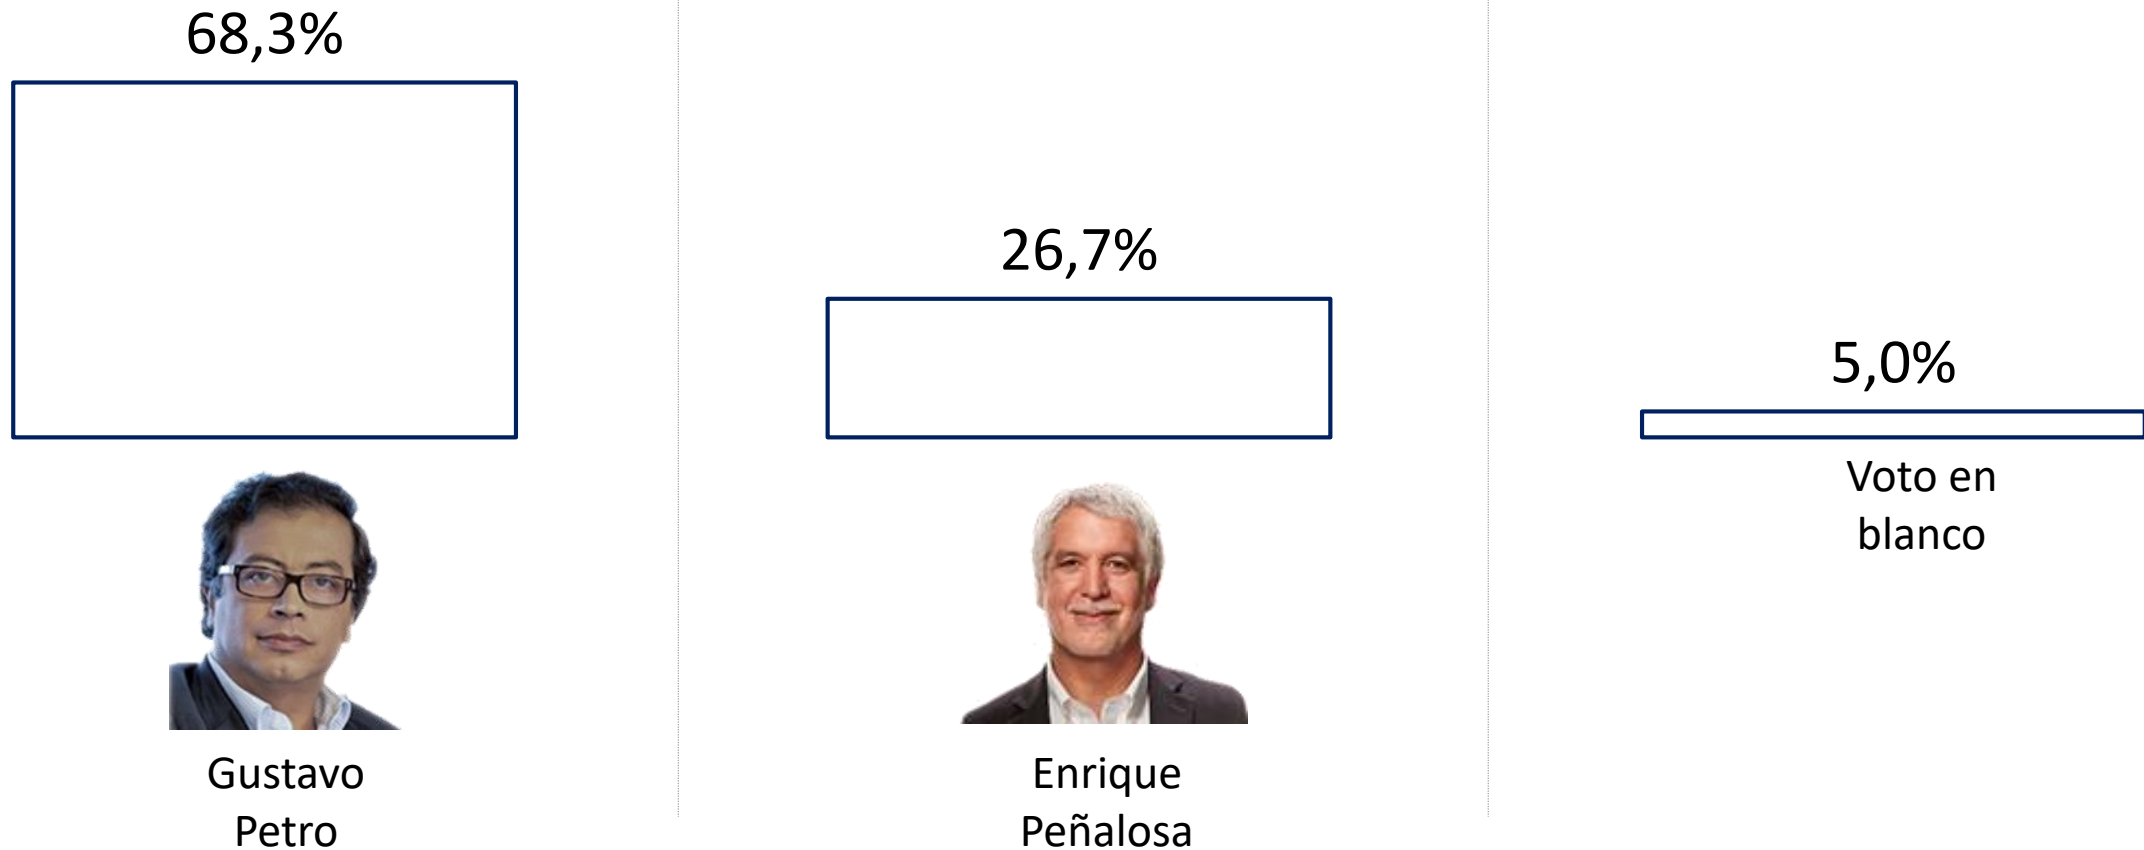 68,3%
26,7%
5,0%
Voto en
blanco
Gustavo
Petro
Enrique
Peñalosa